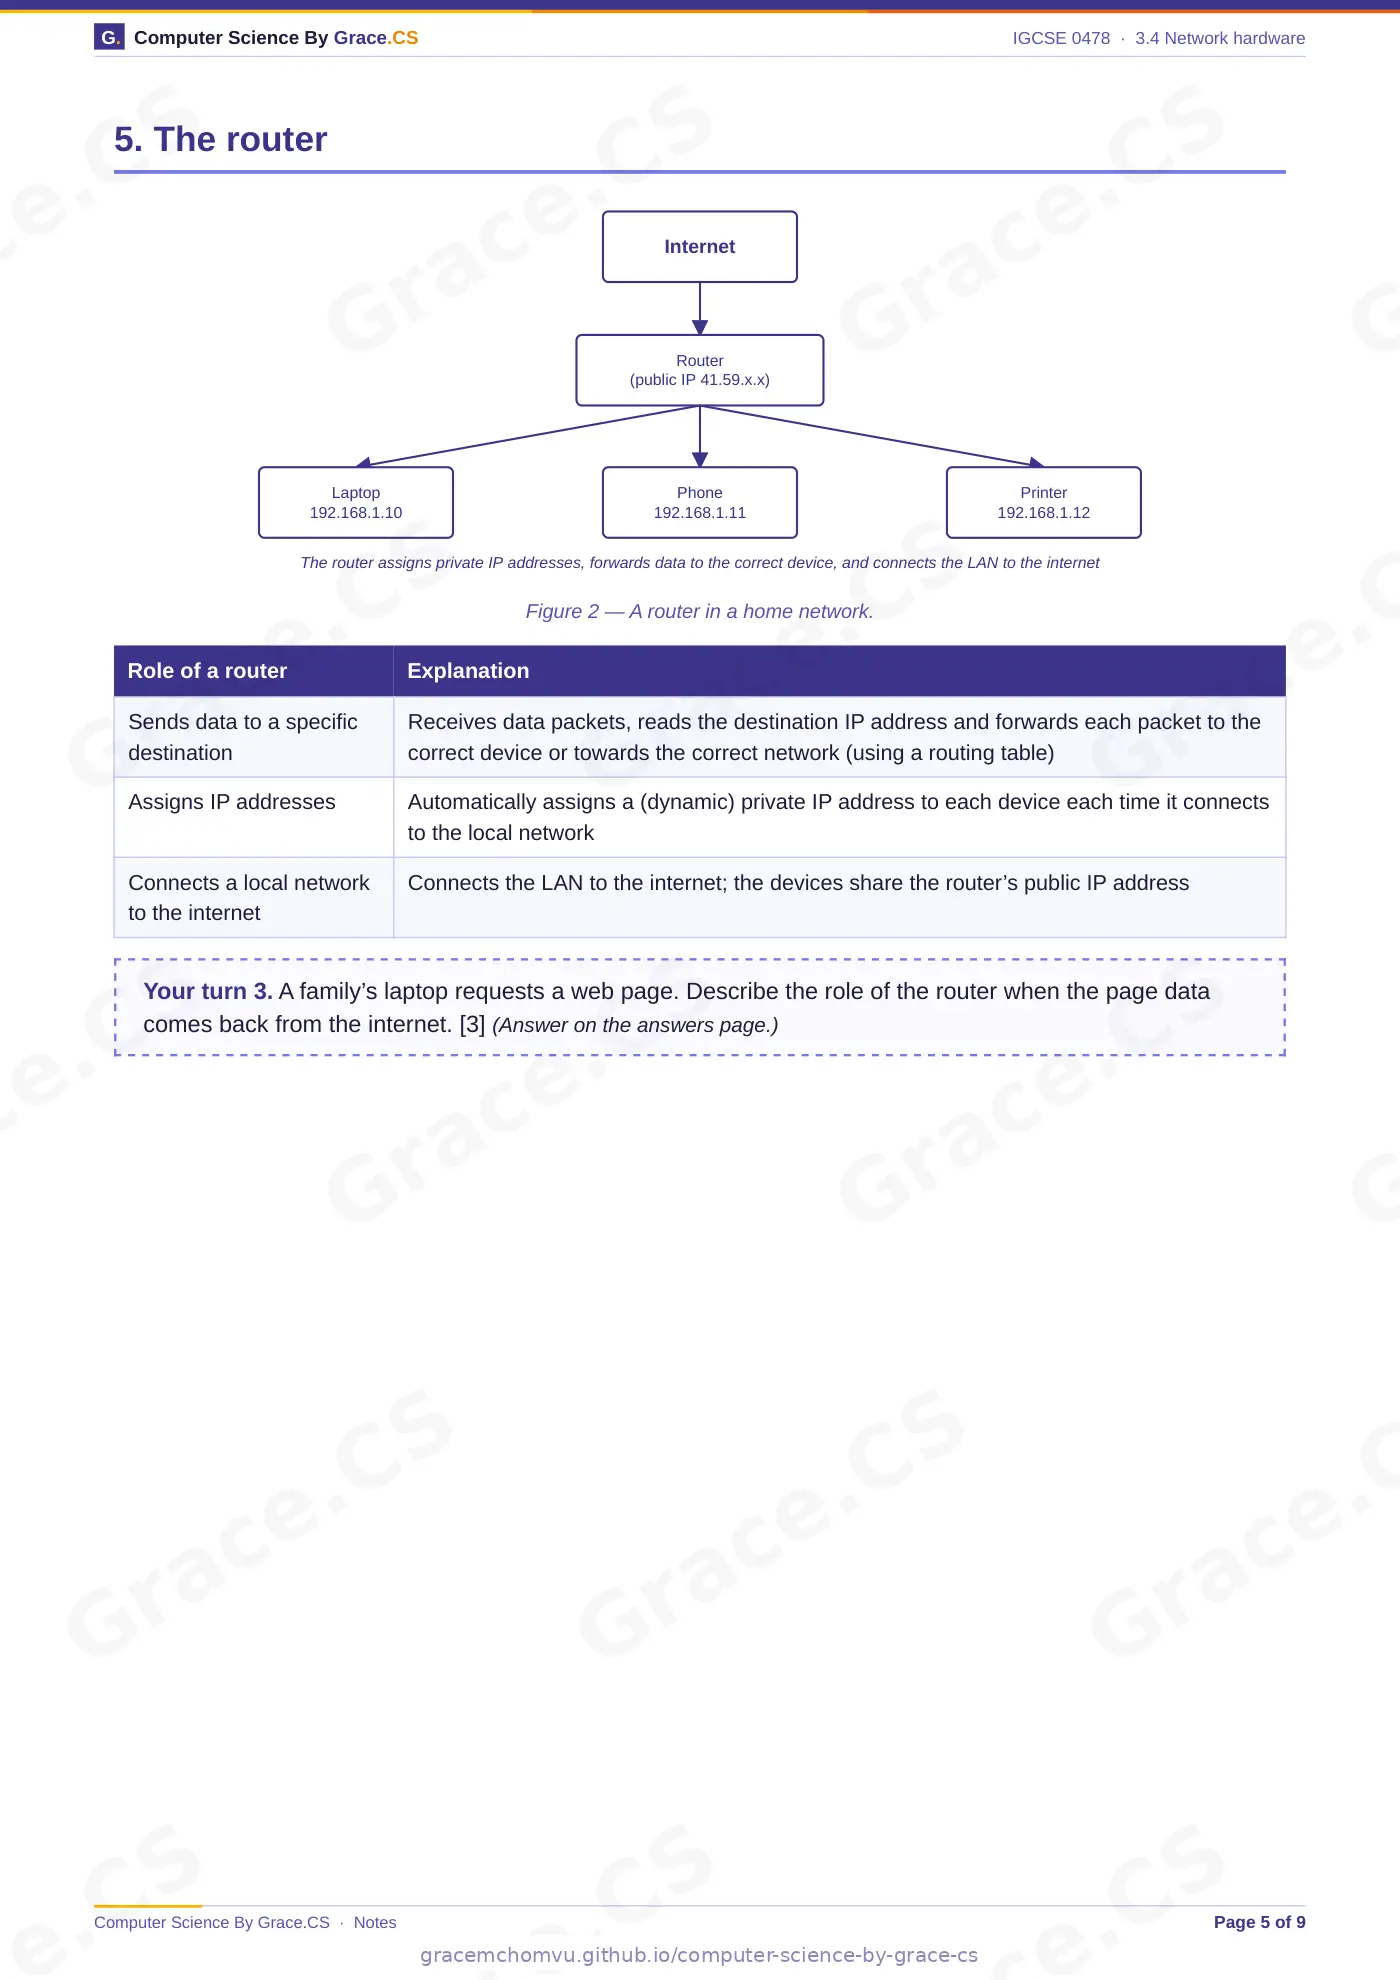 G. Computer Science By Grace.CS
IGCSE 0478 · 3.4 Network hardware
5. The router
Internet
Router
(public IP 41.59.x.x)
Laptop
192.168.1.10
Phone
192.168.1.11
Printer
192.168.1.12
The router assigns private IP addresses, forwards data to the correct device, and connects the LAN to the internet
Figure 2 — A router in a home network.
Role of a router
Explanation
Sends data to a specific
destination
Receives data packets, reads the destination IP address and forwards each packet to the
correct device or towards the correct network (using a routing table)
Assigns IP addresses
Automatically assigns a (dynamic) private IP address to each device each time it connects
to the local network
Connects a local network
to the internet
Connects the LAN to the internet; the devices share the router’s public IP address
Your turn 3. A family’s laptop requests a web page. Describe the role of the router when the page data
comes back from the internet. [3] (Answer on the answers page.)
Computer Science By Grace.CS · Notes
Page 5 of 9
gracemchomvu.github.io/computer-science-by-grace-cs